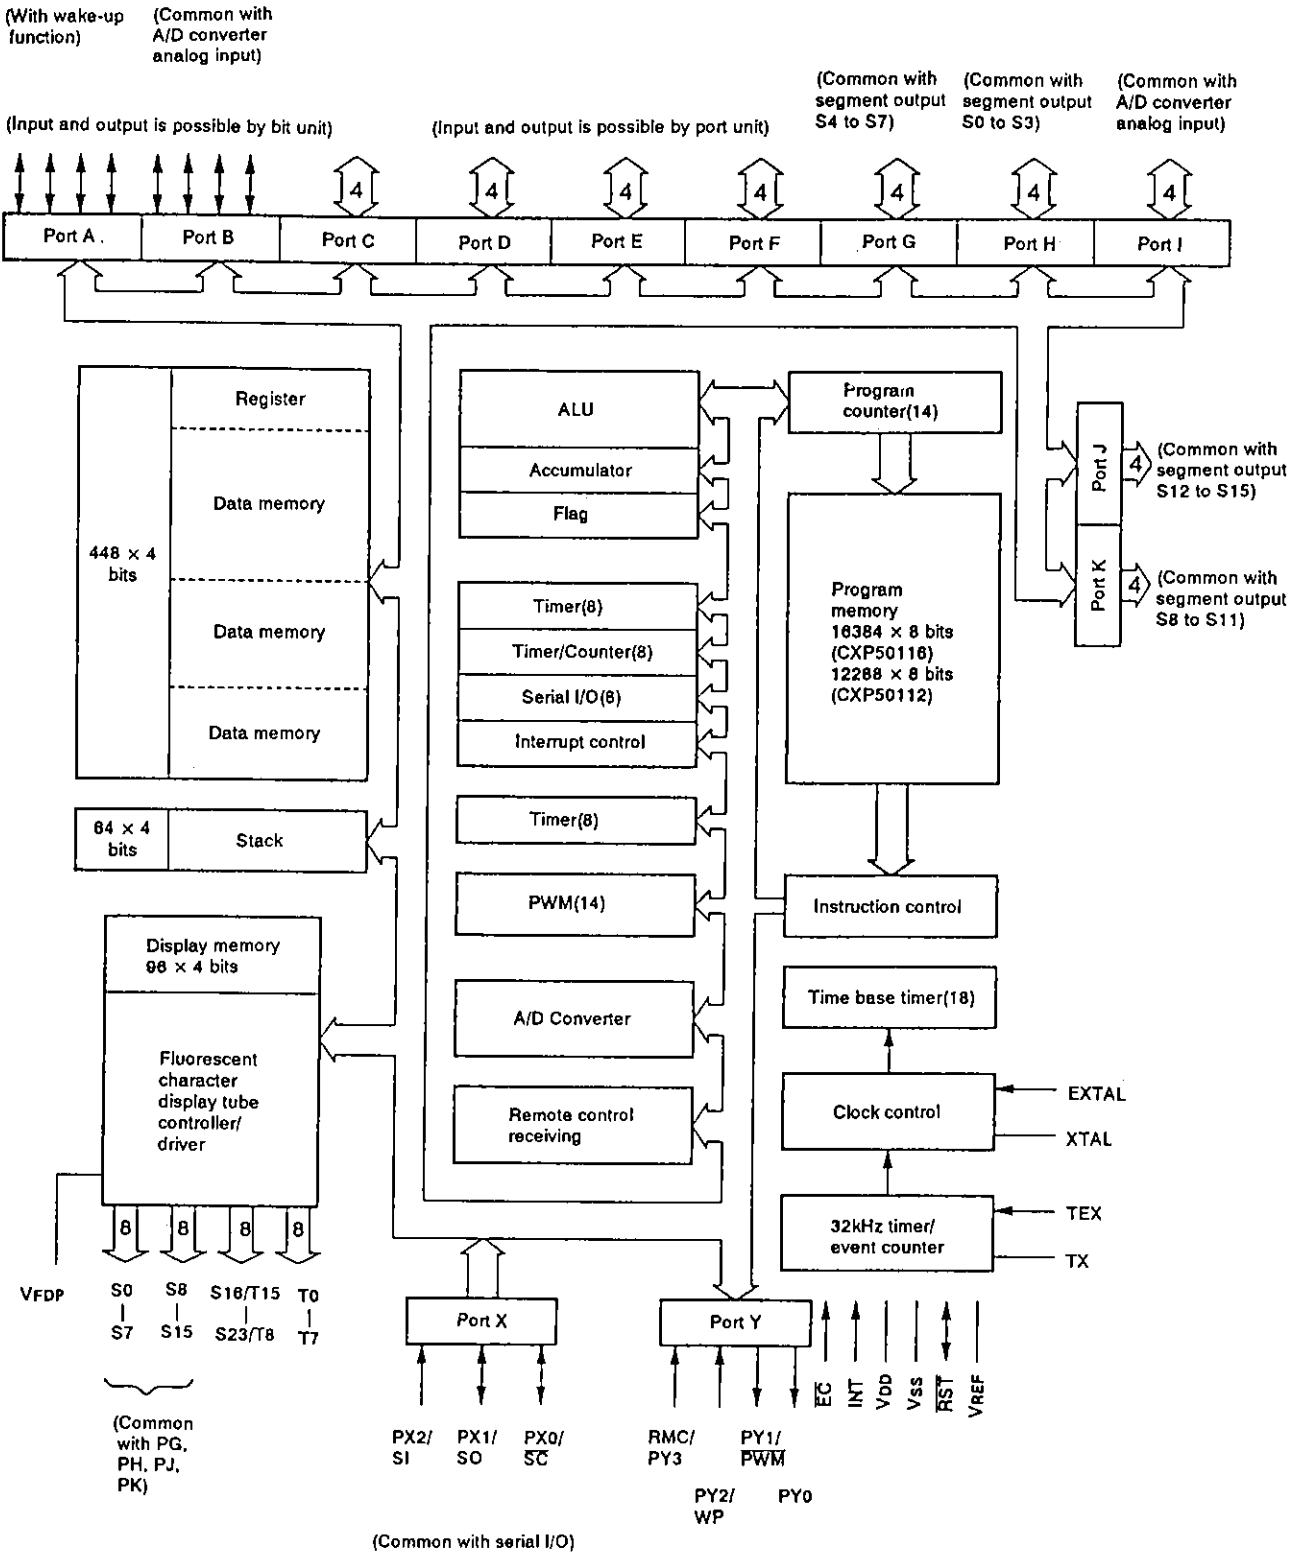 (With wake-up
function)
(Common with
A/D converter
analog input)
(Common with
segment output
S4 to S7)
(Common with
segment output
S0 to S3)
(Common with
A/D converter
analog input)
(Input and output is possible by bit unit)
(Input and output is possible by port unit)
4
4
4
4
4
4
4
Port A
Port B
Port C
Port D
Port E
Port F
Port G
Port H
Port I
448 × 4
bits
Register
Data memory
Data memory
Data memory
64 × 4
bits
Stack
Display memory
96 × 4 bits
Fluorescent
character
display tube
controller/
driver
ALU
Accumulator
Flag
Timer(8)
Timer/Counter(8)
Serial I/O(8)
Interrupt control
Timer(8)
PWM(14)
A/D Converter
Remote control
receiving
Program
counter(14)
Program
memory
16384 × 8 bits
(CXP50116)
12288 × 8 bits
(CXP50112)
Instruction control
Time base timer(18)
Clock control
32kHz timer/
event counter
Port J
4
(Common with
segment output
S12 to S15)
Port K
4
(Common with
segment output
S8 to S11)
EXTAL
XTAL
TEX
TX
8
8
8
8
VFDP
S0
S7
S8
S15
S16/T15
S23/T8
T0
T7
(Common
with PG,
PH, PJ,
PK)
Port X
Port Y
PX2/
SI
PX1/
SO
PX0/
SC
RMC/
PY3
PY2/
WP
PY1/
PWM
PY0
EC
INT
VDD
VSS
RST
VREF
(Common with serial I/O)